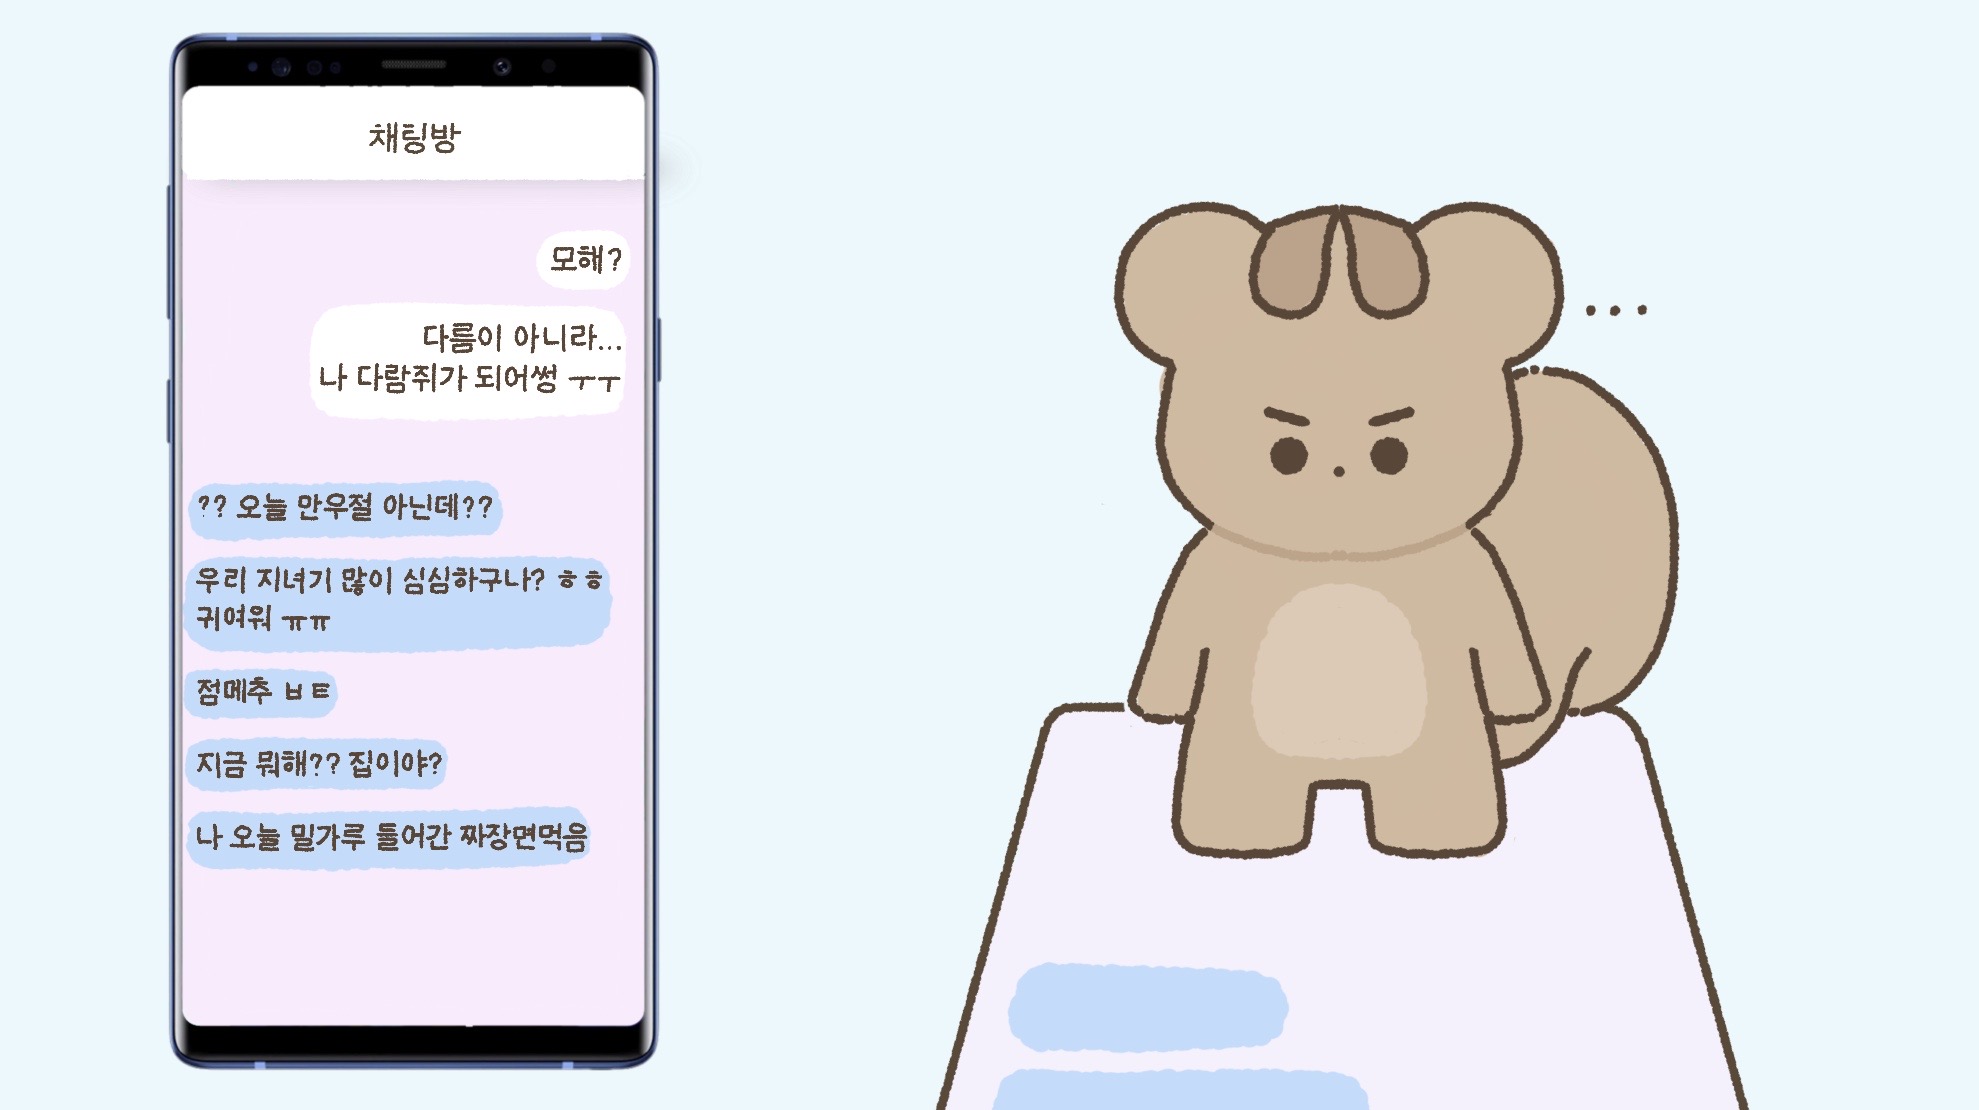 채팅방
모해?
다름이 아니라...
나 다람쥐가 되어썽 ㅜㅜ
...
?? 오늘 만우절 아닌데??
우리 지녀기 많이 심심하구나? ㅎㅎ
귀여워 ㅠㅠ
점메추 ㅂㅌ
지금 뭐해?? 집이야?
나 오늘 밀가루 들어간 짜장면먹음